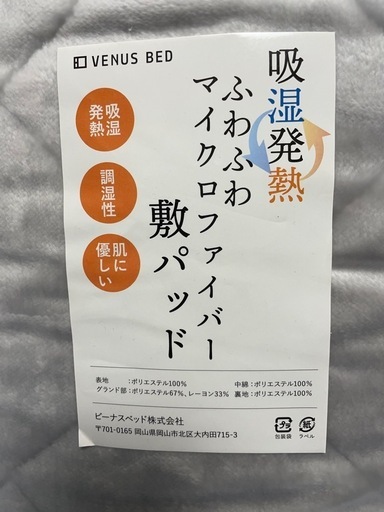 VENUS BED
吸湿発熱
ふわふわ
マイクロファイバー
敷パッド
吸湿
発熱
調湿性
肌に
優しい
表地 :ポリエステル100% 中綿:ポリエステル100%
グランド部:ポリエステル67%、レーヨン33% 裏地:ポリエステル100%
ビーナスベッド株式会社
〒701-0165 岡山県岡山市北区大内田715-3
プラ 紙
包装袋 ラベル